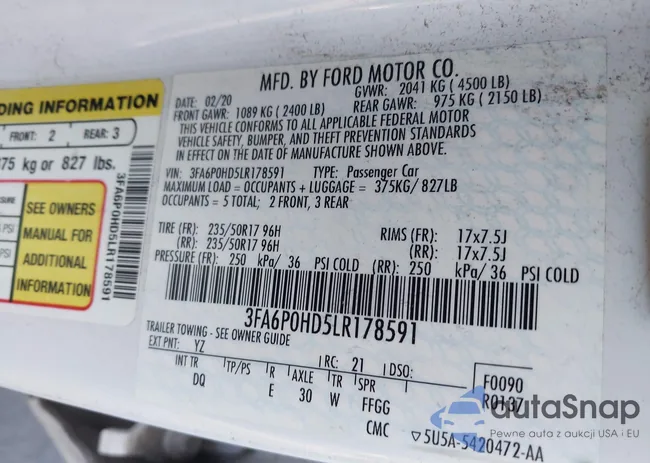 DING INFORMATION
FRONT: 2 REAR: 3
375 kg or 827 lbs.
SEE OWNERS
MANUAL FOR
ADDITIONAL
INFORMATION
PSI
PSI
3FA6P0HD5LR178591
MFD. BY FORD MOTOR CO.
DATE: 02/20 GVWR: 2041 KG ( 4500 LB)
FRONT GAWR: 1089 KG ( 2400 LB) REAR GAWR: 975 KG ( 2150 LB)
THIS VEHICLE CONFORMS TO ALL APPLICABLE FEDERAL MOTOR
VEHICLE SAFETY, BUMPER, AND THEFT PREVENTION STANDARDS
IN EFFECT ON THE DATE OF MANUFACTURE SHOWN ABOVE.
VIN: 3FA6P0HD5LR178591 TYPE: Passenger Car
MAXIMUM LOAD = OCCUPANTS + LUGGAGE = 375KG/ 827LB
OCCUPANTS = 5 TOTAL; 2 FRONT, 3 REAR
TIRE (FR): 235/50R17 96H RIMS (FR): 17x7.5J
(RR): 235/50R17 96H (RR): 17x7.5J
PRESSURE (FR): 250 kPa/ 36 PSI COLD (RR): 250 kPa/ 36 PSI COLD
3FA6P0HD5LR178591
TRAILER TOWING - SEE OWNER GUIDE
EXT PNT: YZ RC: 21 DSO:
INT TR TP/PS R AXLE TR SPR
DQ E 30 W FFGG
CMC
F0090
R0137
5U5A-5420472-AA
autoSnap
Pewne auta z aukcji USA i EU